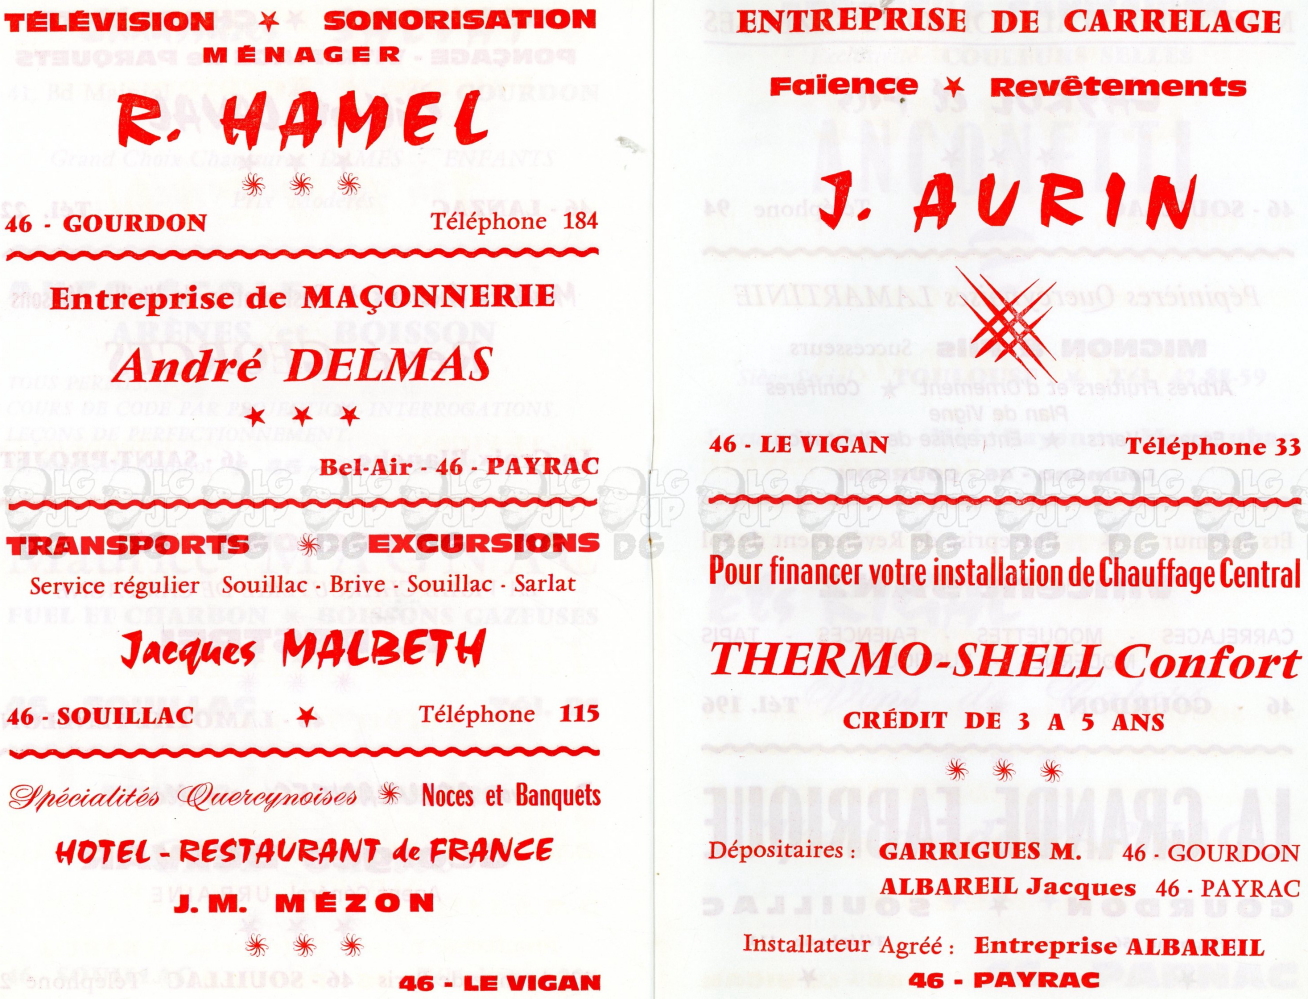 TÉLÉVISION ★ SONORISATION
MÉNAGER
R. HAMEL
46 - GOURDON Téléphone 184
Entreprise de MAÇONNERIE
André DELMAS
★ ★ ★
Bel-Air - 46 - PAYRAC
TRANSPORTS EXCURSIONS
Service régulier Souillac - Brive - Souillac - Sarlat
Jacques MALBETH
46 - SOUILLAC ★ Téléphone 115
Spécialités Quercynoises Noces et Banquets
HOTEL - RESTAURANT de FRANCE
J. M. MÉZON
46 - LE VIGAN
ENTREPRISE DE CARRELAGE
Faïence ★ Revêtements
J. AURIN
46 - LE VIGAN Téléphone 33
Pour financer votre installation de Chauffage Central
THERMO-SHELL Confort
CRÉDIT DE 3 A 5 ANS
Dépositaires : GARRIGUES M. 46 - GOURDON
ALBAREIL Jacques 46 - PAYRAC
Installateur Agréé : Entreprise ALBAREIL
46 - PAYRAC